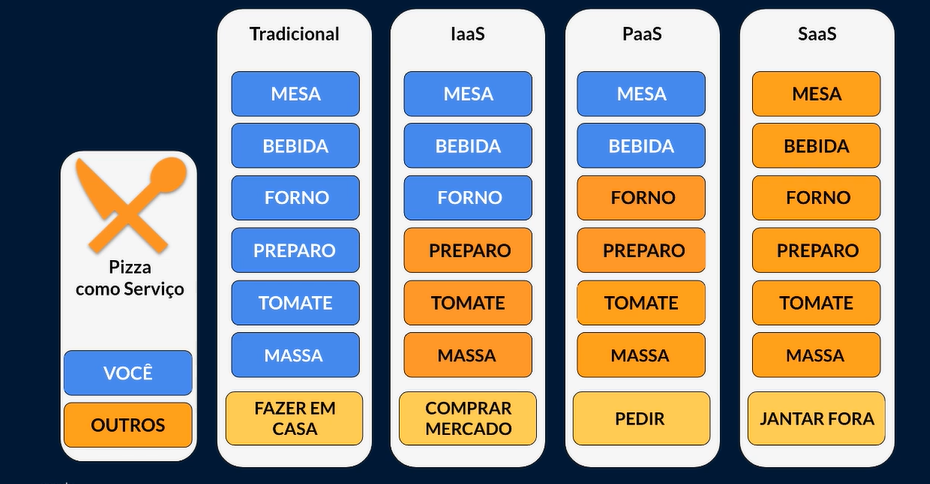 Pizza
como Serviço
VOCÊ
OUTROS
Tradicional
MESA
BEBIDA
FORNO
PREPARO
TOMATE
MASSA
FAZER EM
CASA
IaaS
MESA
BEBIDA
FORNO
PREPARO
TOMATE
MASSA
COMPRAR
MERCADO
PaaS
MESA
BEBIDA
FORNO
PREPARO
TOMATE
MASSA
PEDIR
SaaS
MESA
BEBIDA
FORNO
PREPARO
TOMATE
MASSA
JANTAR FORA